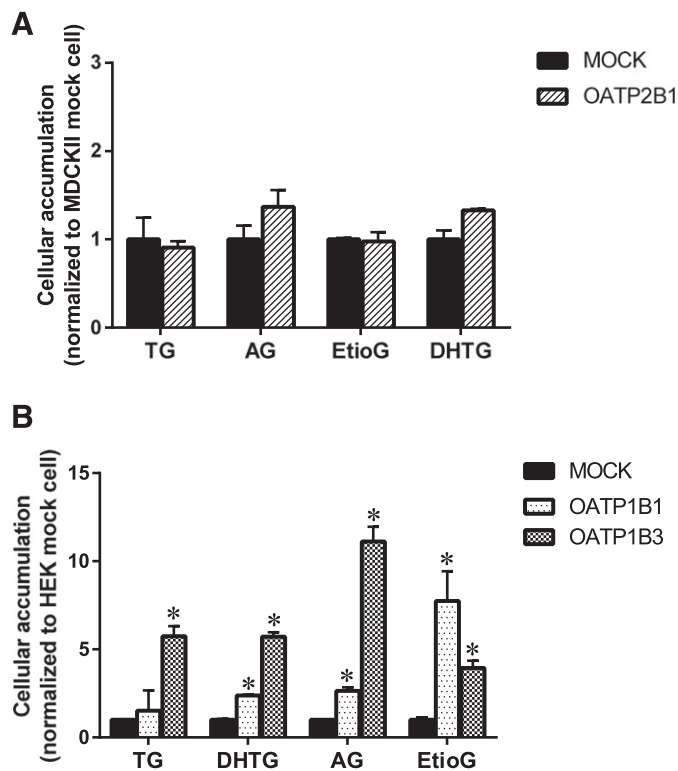 A
Cellular accumulation
(normalized to MDCKII mock cell)
3
2
1
0
TG AG EtioG DHTG
MOCK
OATP2B1
B
Cellular accumulation
(normalized to HEK mock cell)
15
10
5
0
* * * * * * *
TG DHTG AG EtioG
MOCK
OATP1B1
OATP1B3